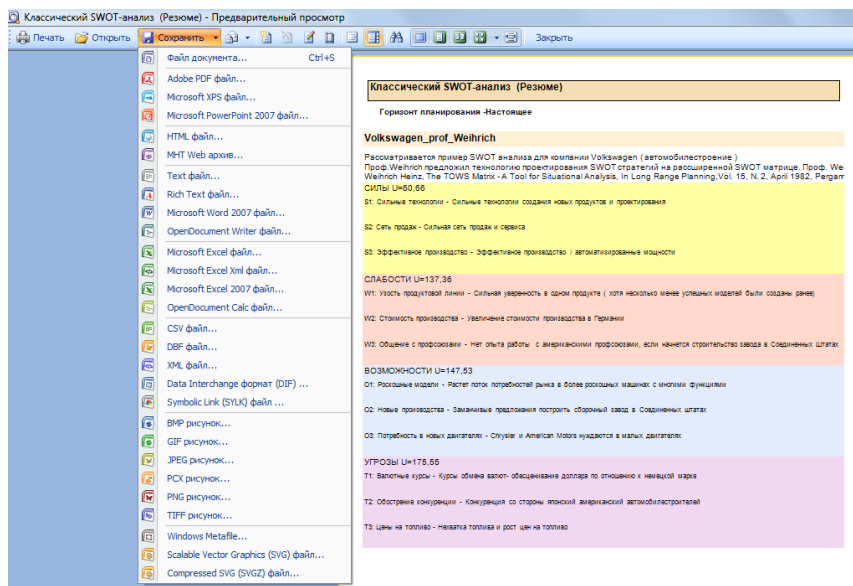 Классический SWOT-анализ (Резюме) - Предварительный просмотр
Печать Открыть Сохранить Закрыть
Файл документа... Ctrl+S
Adobe PDF файл...
Microsoft XPS файл...
Microsoft PowerPoint 2007 файл...
HTML файл...
MHT Web архив...
Text файл...
Rich Text файл...
Microsoft Word 2007 файл...
OpenDocument Writer файл...
Microsoft Excel файл...
Microsoft Excel Xml файл...
Microsoft Excel 2007 файл...
OpenDocument Calc файл...
CSV файл...
DBF файл...
XML файл...
Data Interchange формат (DIF) ...
Symbolic Link (SYLK) файл ...
BMP рисунок...
GIF рисунок...
JPEG рисунок...
PCX рисунок...
PNG рисунок...
TIFF рисунок...
Windows Metafile...
Scalable Vector Graphics (SVG) файл...
Compressed SVG (SVGZ) файл...
Классический SWOT-анализ (Резюме)
Горизонт планирования -Настоящее
Volkswagen_prof_Weihrich
Рассматривается пример SWOT анализа для компании Volkswagen ( автомобилестроение )
Проф.Weihrich предложил технологию проектирования SWOT стратегий на расширенной SWOT матрице. Проф. Wei
Weihrich Heinz, The TOWS Matrix - A Tool for Situational Analysis, In Long Range Planning,Vol. 15, N. 2, April 1982, Pergam
СИЛЫ U=60,66
S1: Сильные технологии - Сильные технологии создания новых продуктов и проектирования
S2: Сеть продаж - Сильная сеть продаж и сервиса
S3: Эффективное производство - Эффективное производство / автоматизированные мощности
СЛАБОСТИ U=137,36
W1: Узость продуктовой линии - Сильная уверенность в одном продукте ( хотя несколько менее успешных моделей были созданы ранее)
W2: Стоимость производства - Увеличение стоимости производства в Германии
W3: Общение с профсоюзами - Нет опыта работы с американскими профсоюзами, если начнется строительство завода в Соединенных Штатах
ВОЗМОЖНОСТИ U=147,53
O1: Роскошные модели - Растет поток потребностей рынка в более роскошных машинах с многими функциями
O2: Новые производства - Заманчивые предложения построить сборочный завод в Соединенных штатах
O3: Потребность в новых двигателях - Chrysler и American Motors нуждаются в малых двигателях
УГРОЗЫ U=175,55
T1: Валютные курсы - Курсы обмена валют- обесценивание доллара по отношению к немецкой марке
T2: Обострение конкуренции - Конкуренция со стороны японский американский автомобилестроителей
T3: Цены на топливо - Нехватка топлива и рост цен на топливо